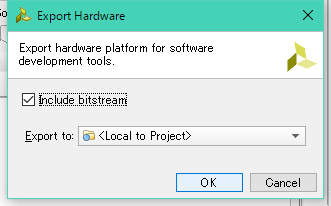 Export Hardware
Export hardware platform for software
development tools.
Include bitstream
Export to: <Local to Project>
OK Cancel